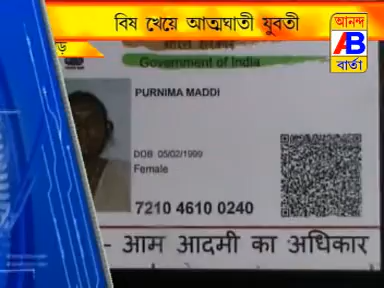 বিষ খেয়ে আত্মঘাতী যুবতী
আনন্দ
AB
বার্তা
ড়
Government of India
PURNIMA MADDI
DOB: 05/02/1999
Female
7210 4610 0240
- आम आदमी का अधिकार